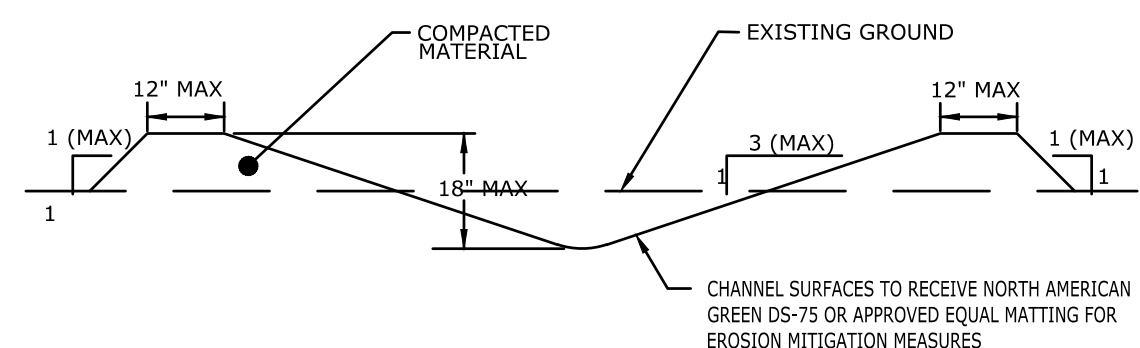 COMPACTED
MATERIAL
EXISTING GROUND
12" MAX
12" MAX
1 (MAX)
3 (MAX)
1 (MAX)
18" MAX
1
1
1
CHANNEL SURFACES TO RECEIVE NORTH AMERICAN
GREEN DS-75 OR APPROVED EQUAL MATTING FOR
EROSION MITIGATION MEASURES